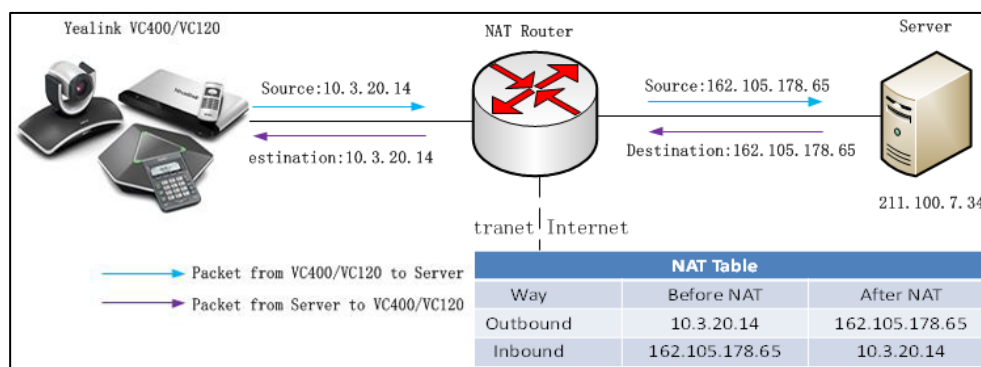 Yealink VC400/VC120
NAT Router
Server
Source:10.3.20.14
Source:162.105.178.65
estination:10.3.20.14
Destination:162.105.178.65
211.100.7.34
tranet Internet
Packet from VC400/VC120 to Server
Packet from Server to VC400/VC120
NAT Table
Way Before NAT After NAT
Outbound 10.3.20.14 162.105.178.65
Inbound 162.105.178.65 10.3.20.14